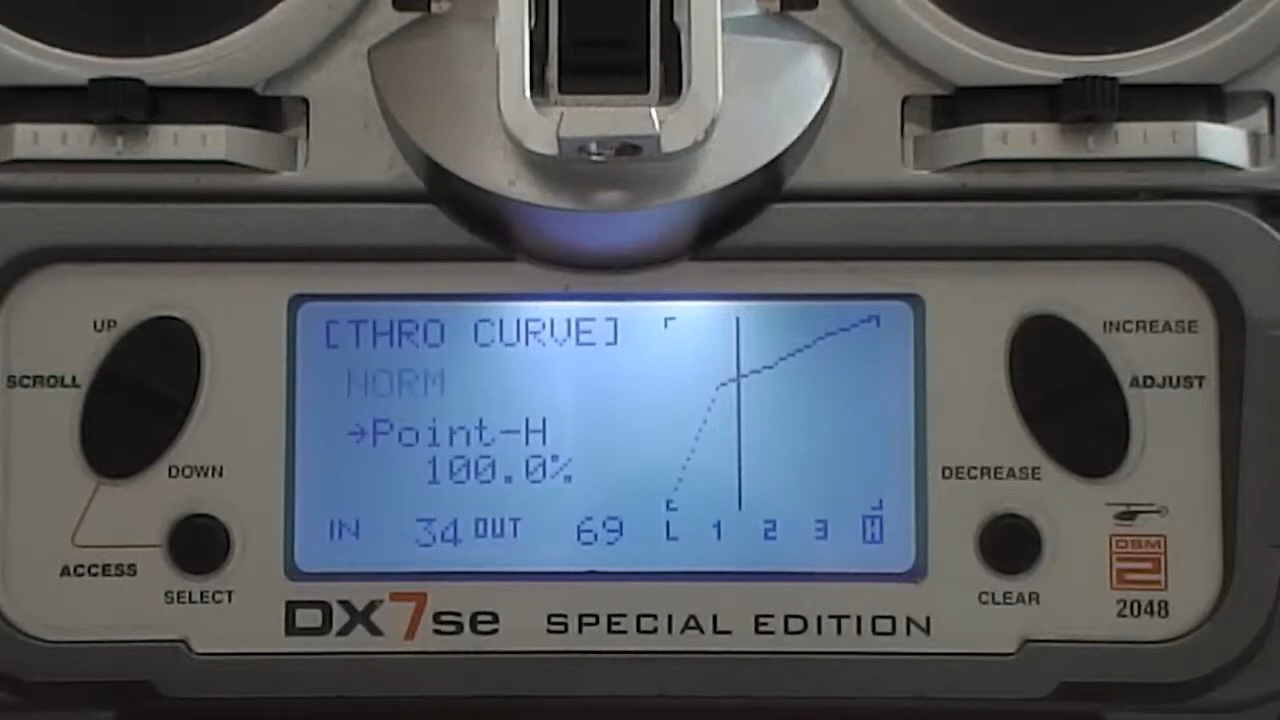 UP
SCROLL
DOWN
ACCESS
SELECT
[THRO CURVE]
NORM
→Point-H
100.0%
IN 34 OUT 69 L 1 2 3 H
INCREASE
ADJUST
DECREASE
CLEAR
DSM
2
2048
DX7se SPECIAL EDITION